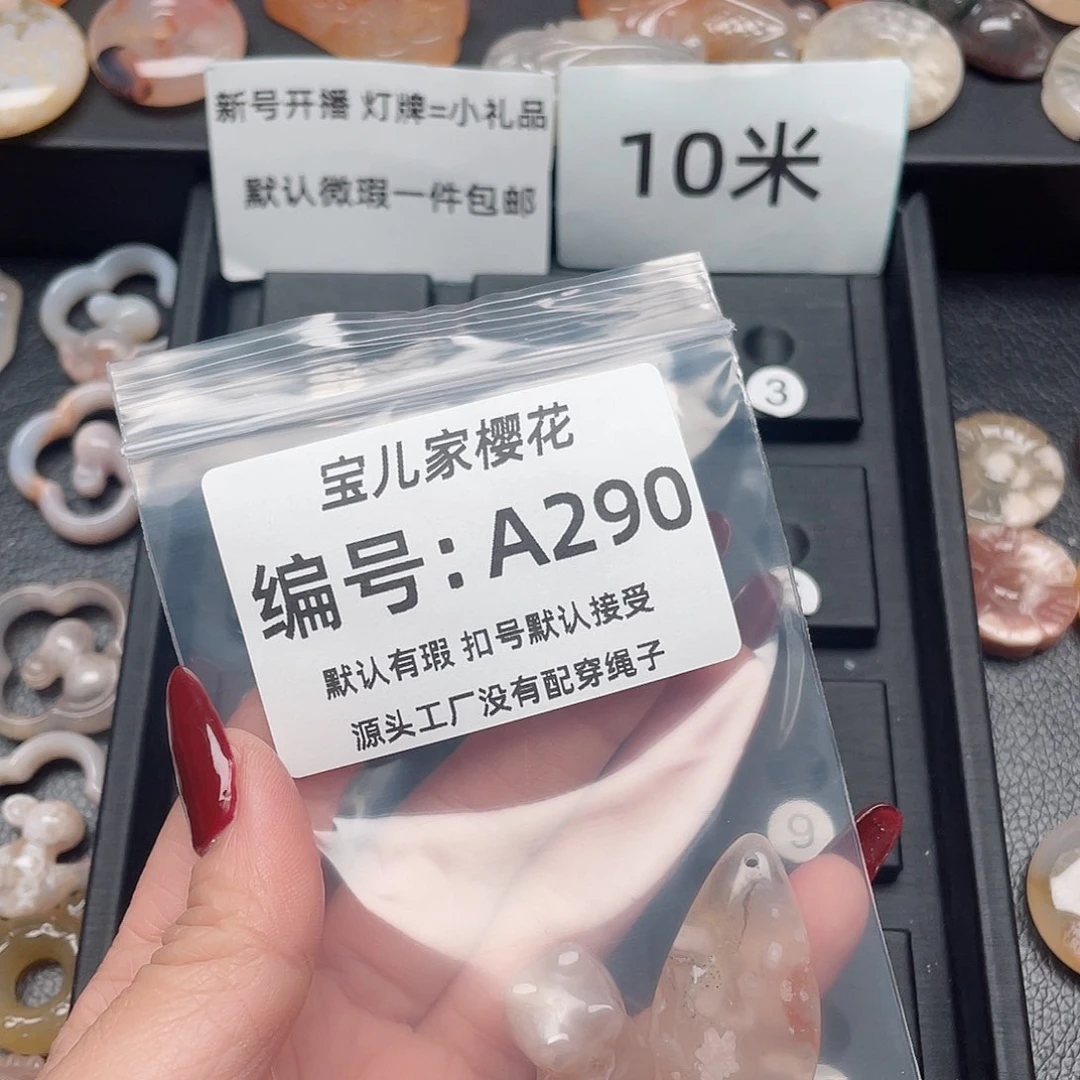 新号开播 灯牌=小礼品
默认微瑕一件包邮
10米
3
宝儿家樱花
编号:A290
默认有瑕 扣号默认接受
源头工厂没有配穿绳子
9